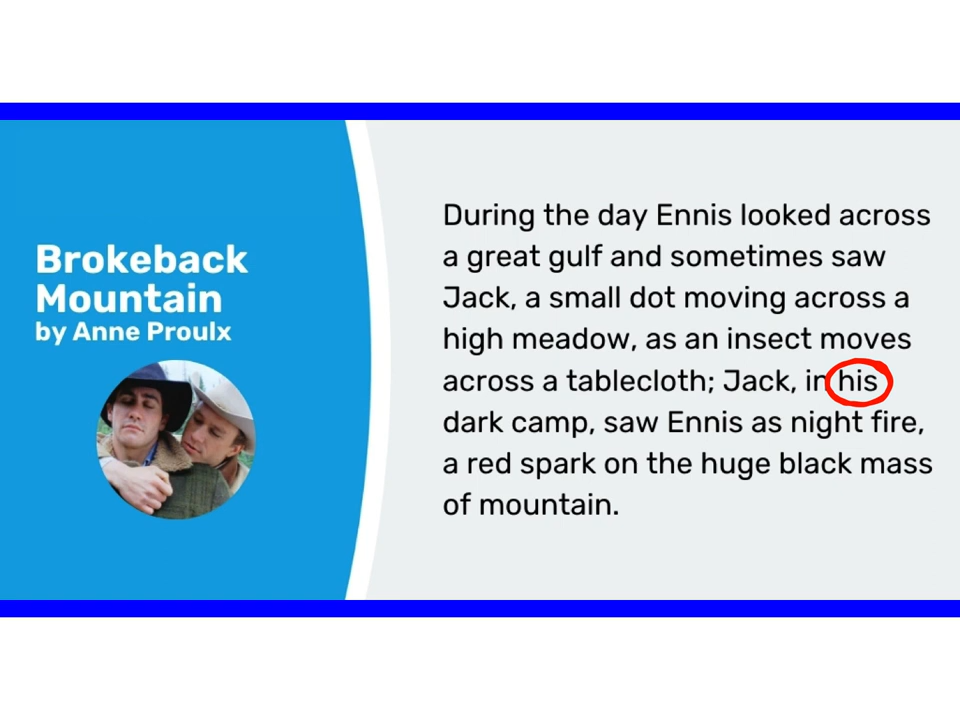 Brokeback
Mountain
by Anne Proulx
During the day Ennis looked across
a great gulf and sometimes saw
Jack, a small dot moving across a
high meadow, as an insect moves
across a tablecloth; Jack, in his
dark camp, saw Ennis as night fire,
a red spark on the huge black mass
of mountain.